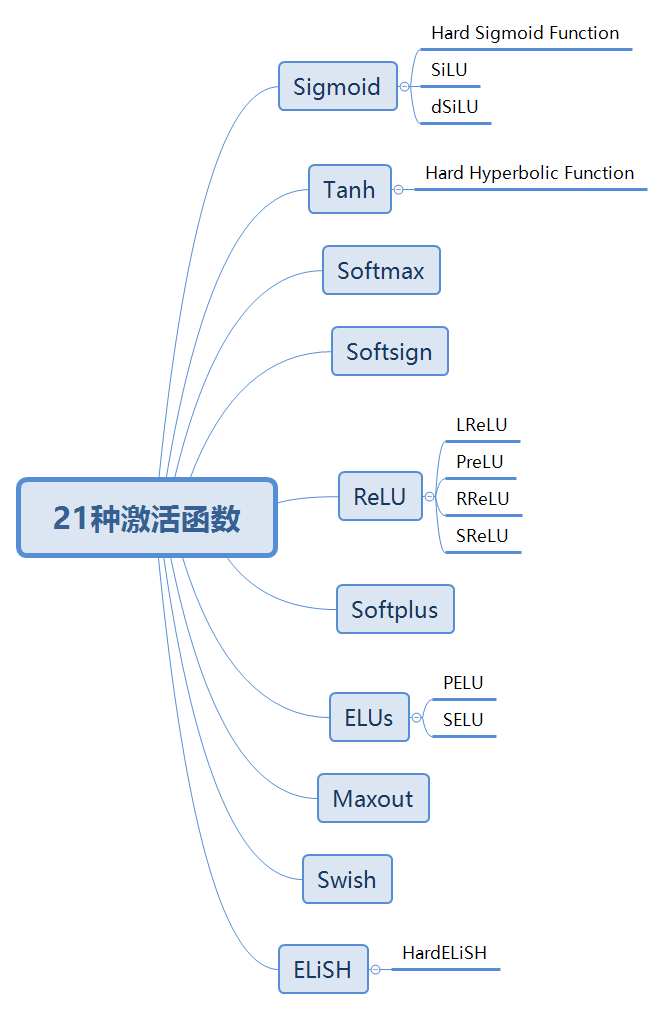 Hard Sigmoid Function
SiLU
Sigmoid
dSiLU
Hard Hyperbolic Function
Tanh
Softmax
Softsign
LReLU
PreLU
ReLU
RReLU
SReLU
21种激活函数
Softplus
PELU
ELUs
SELU
Maxout
Swish
HardELiSH
ELiSH